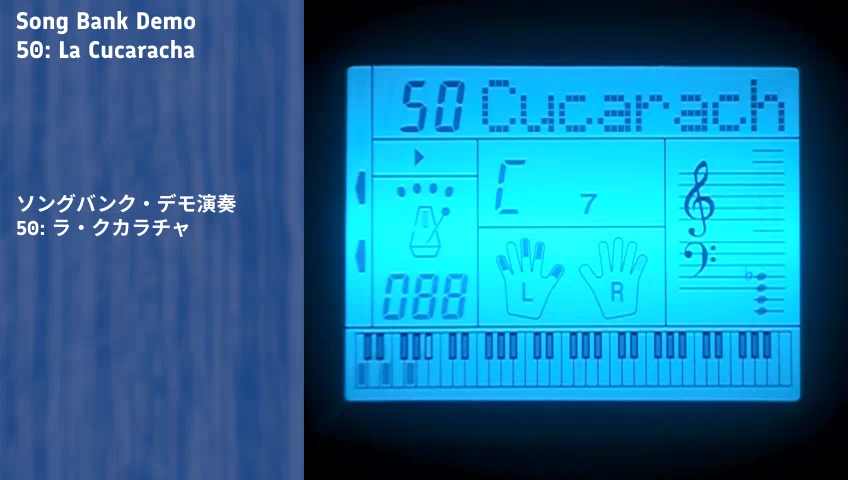 Song Bank Demo
50: La Cucaracha
ソングバンク・デモ演奏
50: ラ・クカラチャ
50 Cucarach
C 7
L R
088